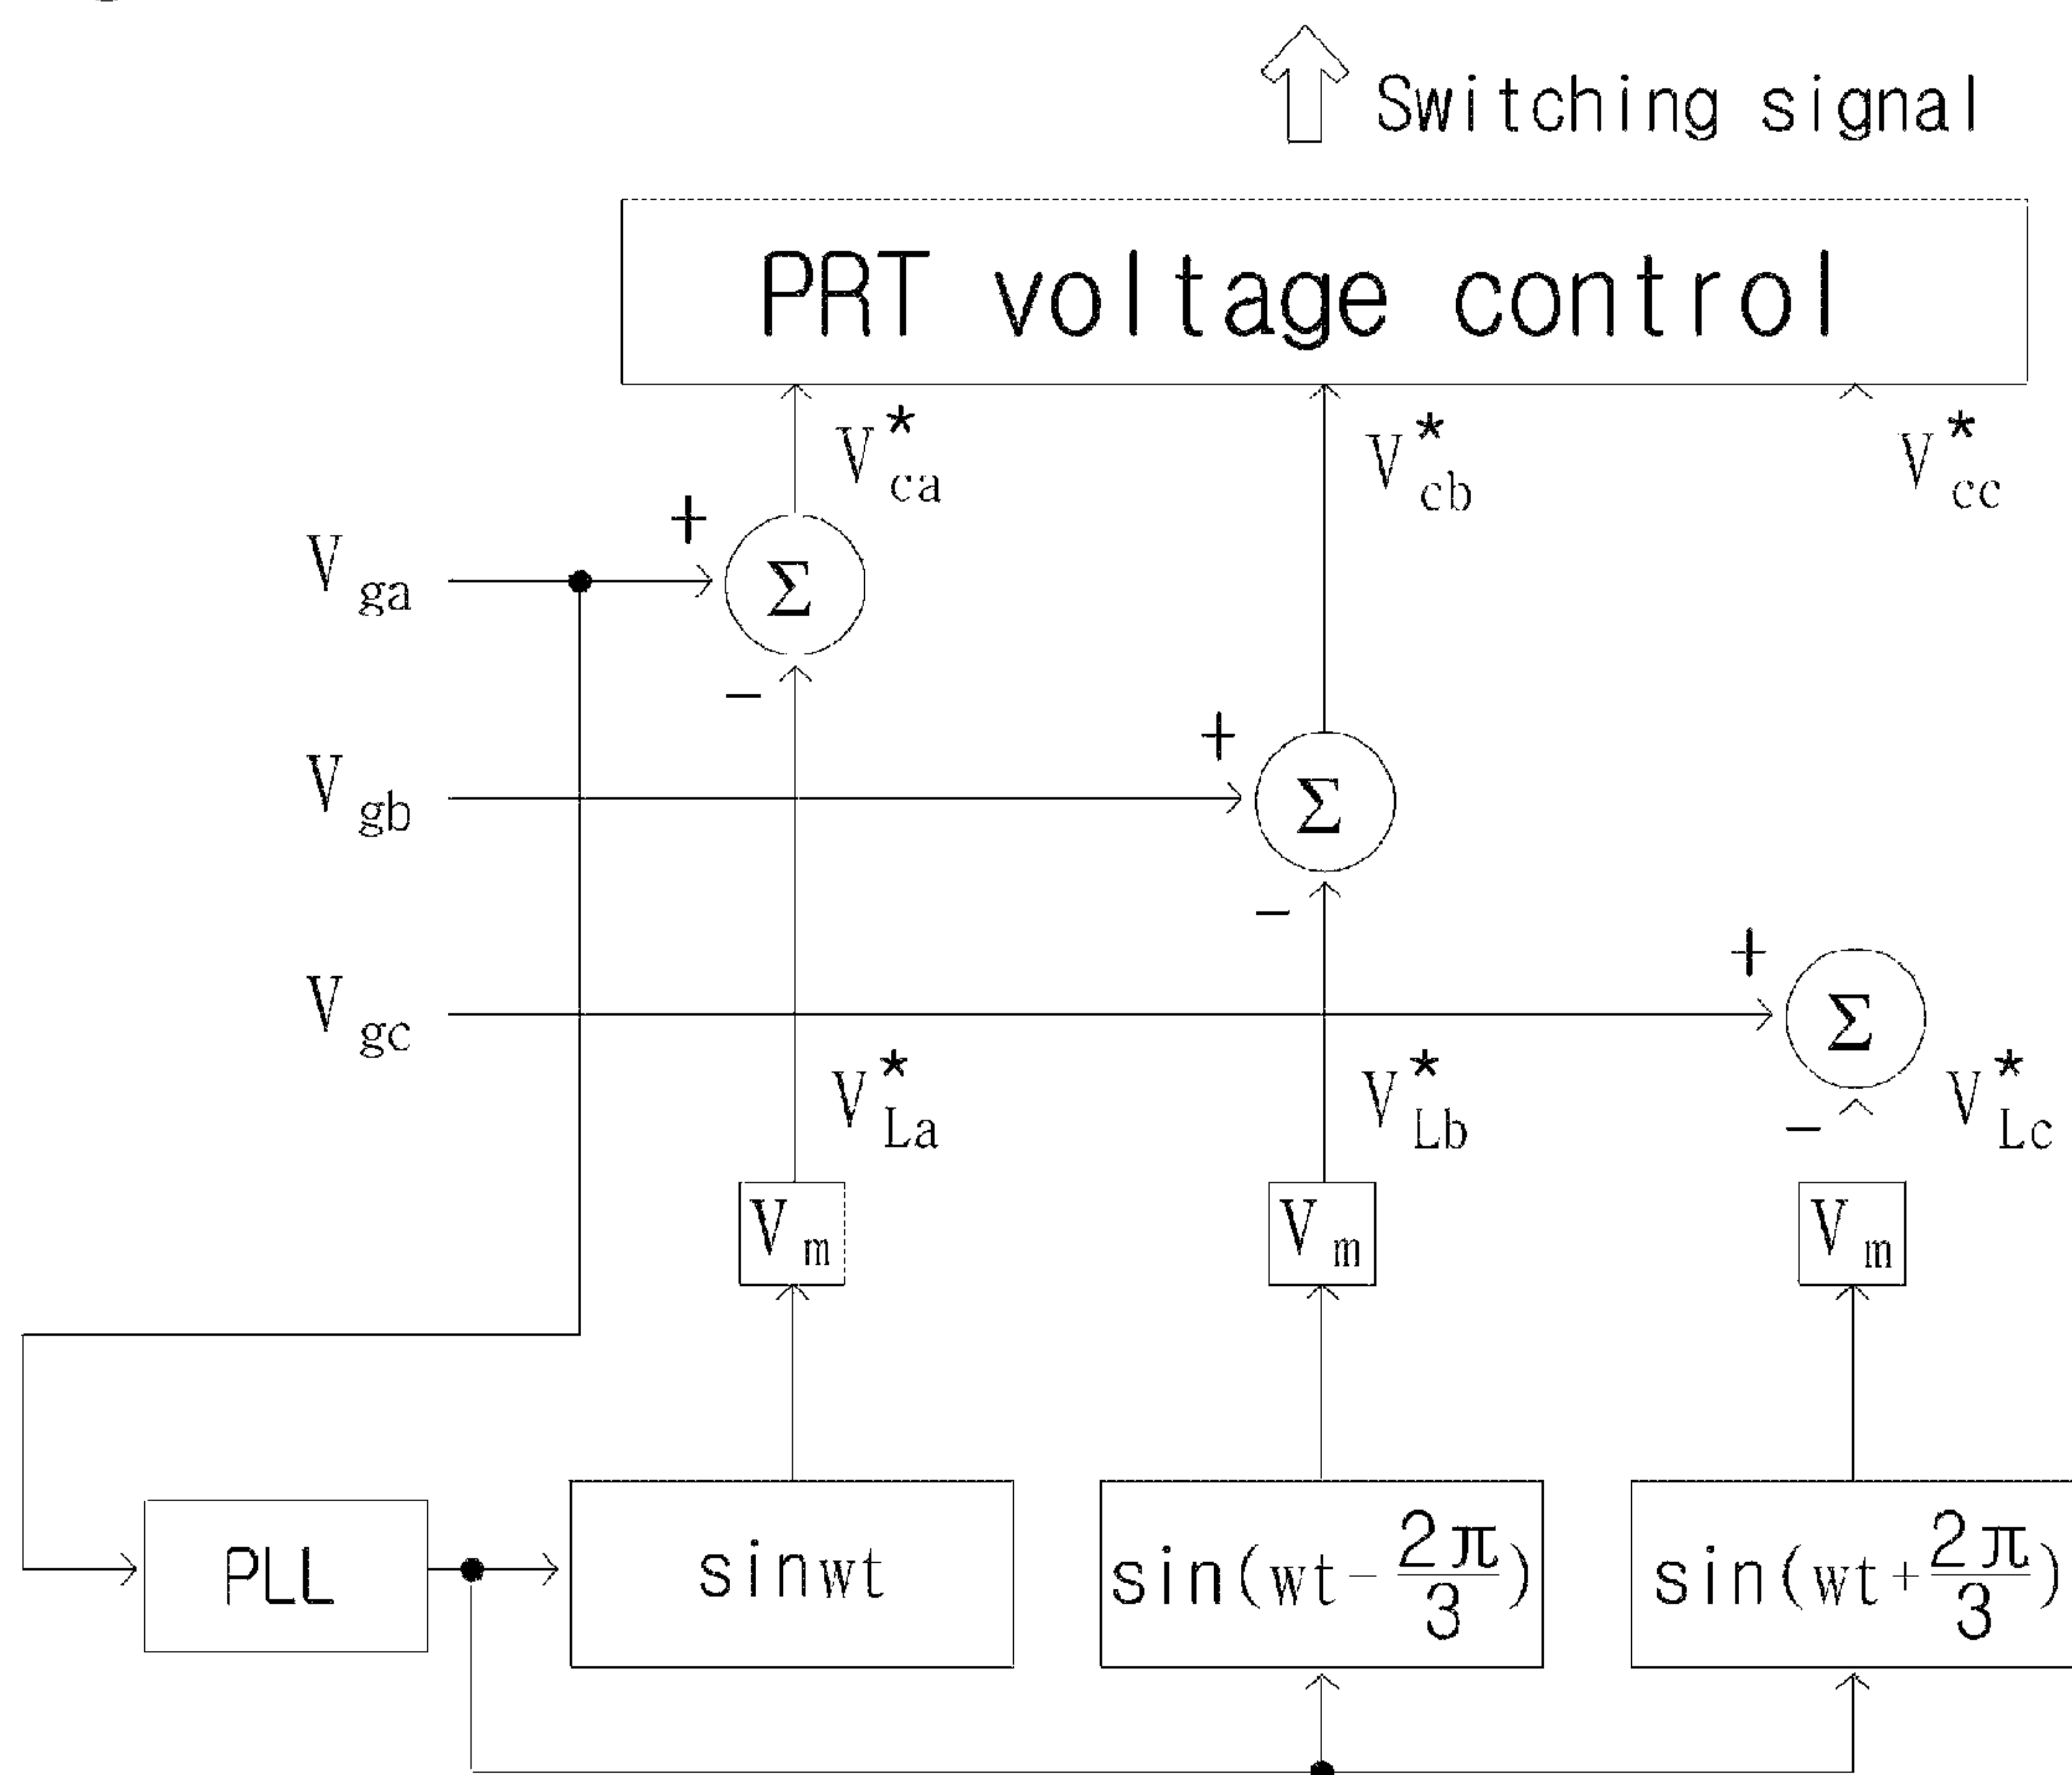 Switching signal
PRT voltage control
V*ca
V*cb
V*cc
+
Vga
Σ
-
+
Vgb
Σ
-
+
Vgc
Σ
-
V*La
V*Lb
V*Lc
Vm
Vm
Vm
PLL
sinwt
sin(wt-2π/3)
sin(wt+2π/3)